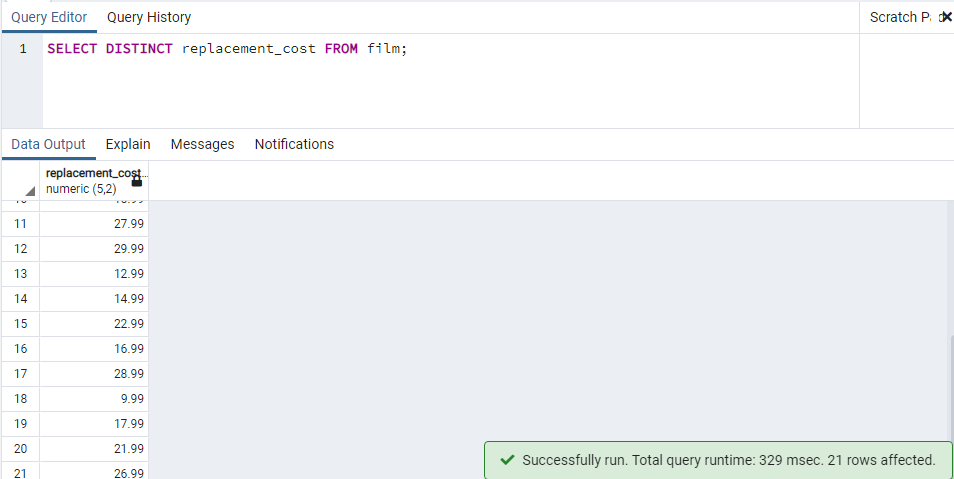 Query Editor Query History Scratch P
1 SELECT DISTINCT replacement_cost FROM film;
Data Output Explain Messages Notifications
replacement_cost...
numeric (5,2)
11 27.99
12 29.99
13 12.99
14 14.99
15 22.99
16 16.99
17 28.99
18 9.99
19 17.99
20 21.99
21 26.99
Successfully run. Total query runtime: 329 msec. 21 rows affected.